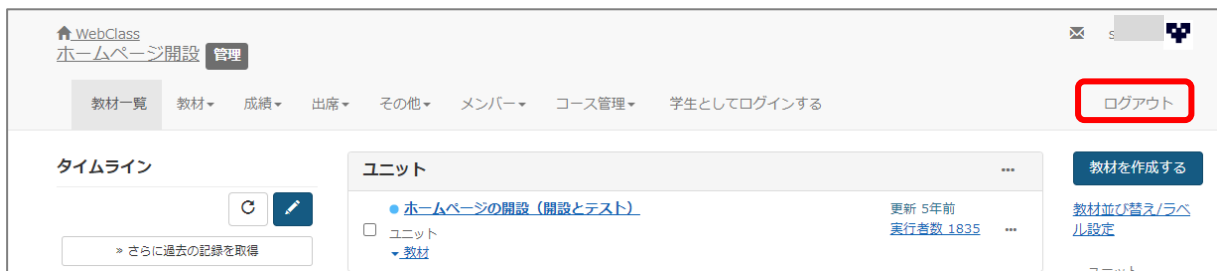 WebClass
ホームページ開設 管理
s
教材一覧 教材 成績 出席 その他 メンバー コース管理 学生としてログインする ログアウト
タイムライン
» さらに過去の記録を取得
ユニット
ホームページの開設（開設とテスト）
ユニット
教材
更新 5年前
実行者数 1835
教材を作成する
教材並び替え/ラベ
ル設定
ユニット